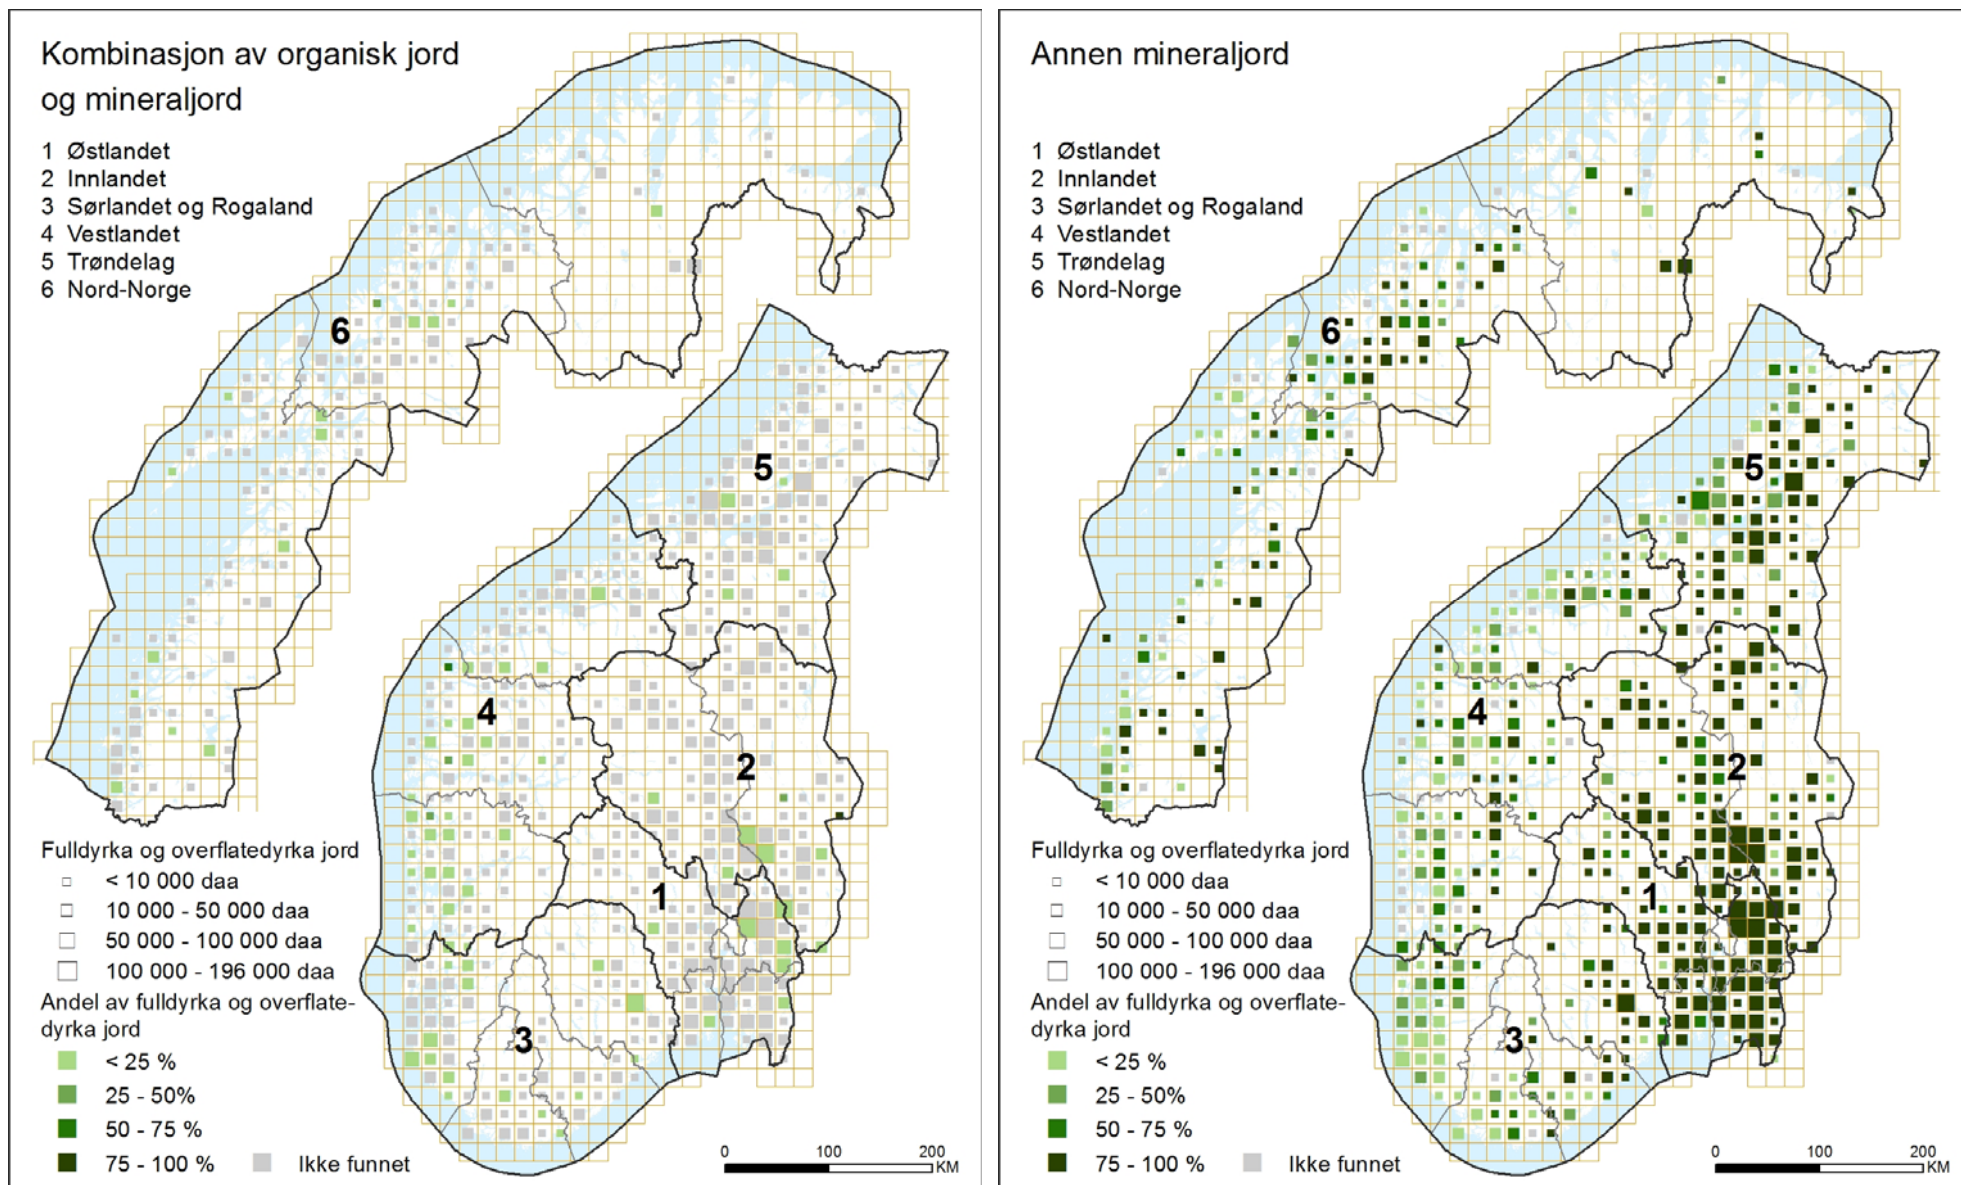 Kombinasjon av organisk jord
og mineraljord
1 Østlandet
2 Innlandet
3 Sørlandet og Rogaland
4 Vestlandet
5 Trøndelag
6 Nord-Norge
6
5
4
2
1
3
Fulldyrka og overflatedyrka jord
< 10 000 daa
10 000 - 50 000 daa
50 000 - 100 000 daa
100 000 - 196 000 daa
Andel av fulldyrka og overflate-
dyrka jord
< 25 %
25 - 50%
50 - 75 %
75 - 100 %
Ikke funnet
0 100 200
KM
Annen mineraljord
1 Østlandet
2 Innlandet
3 Sørlandet og Rogaland
4 Vestlandet
5 Trøndelag
6 Nord-Norge
6
5
4
2
1
3
Fulldyrka og overflatedyrka jord
< 10 000 daa
10 000 - 50 000 daa
50 000 - 100 000 daa
100 000 - 196 000 daa
Andel av fulldyrka og overflate-
dyrka jord
< 25 %
25 - 50%
50 - 75 %
75 - 100 %
Ikke funnet
0 100 200
KM